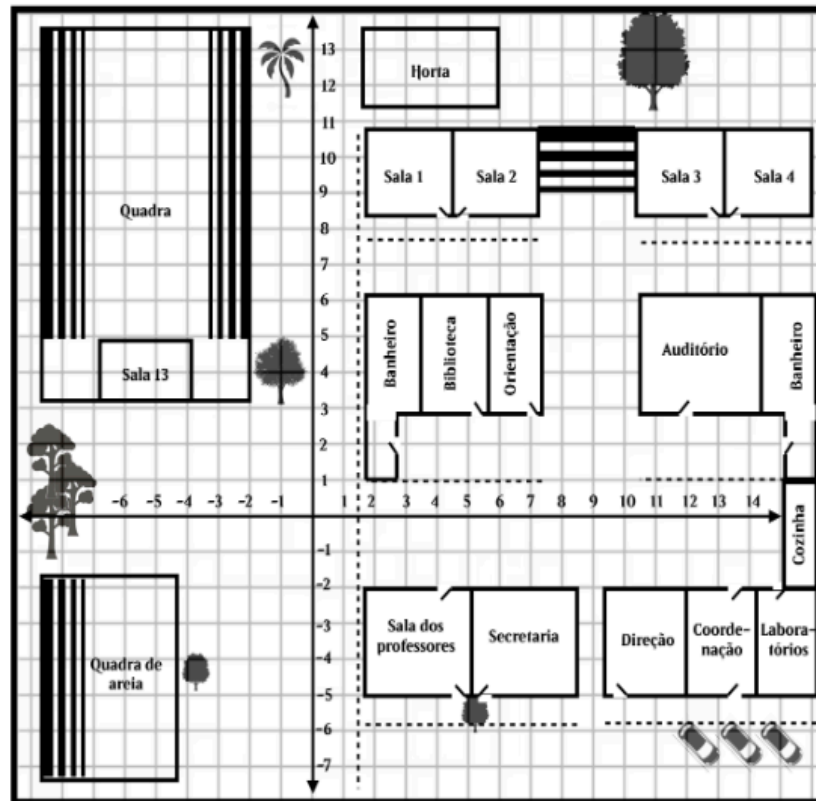 13
Horta
12
11
10
Sala 1
Sala 2
Sala 3
Sala 4
9
Quadra
8
7
6
5
Banheiro
Biblioteca
Orientação
Auditório
Banheiro
Sala 13
4
3
2
1
-6 -5 -4 -3 -2 -1 1 2 3 4 5 6 7 8 9 10 11 12 13 14
Cozinha
-1
-2
Sala dos
professores
Secretaria
Direção
Coorde-
nação
Labora-
tórios
-3
Quadra de
areia
-4
-5
-6
-7